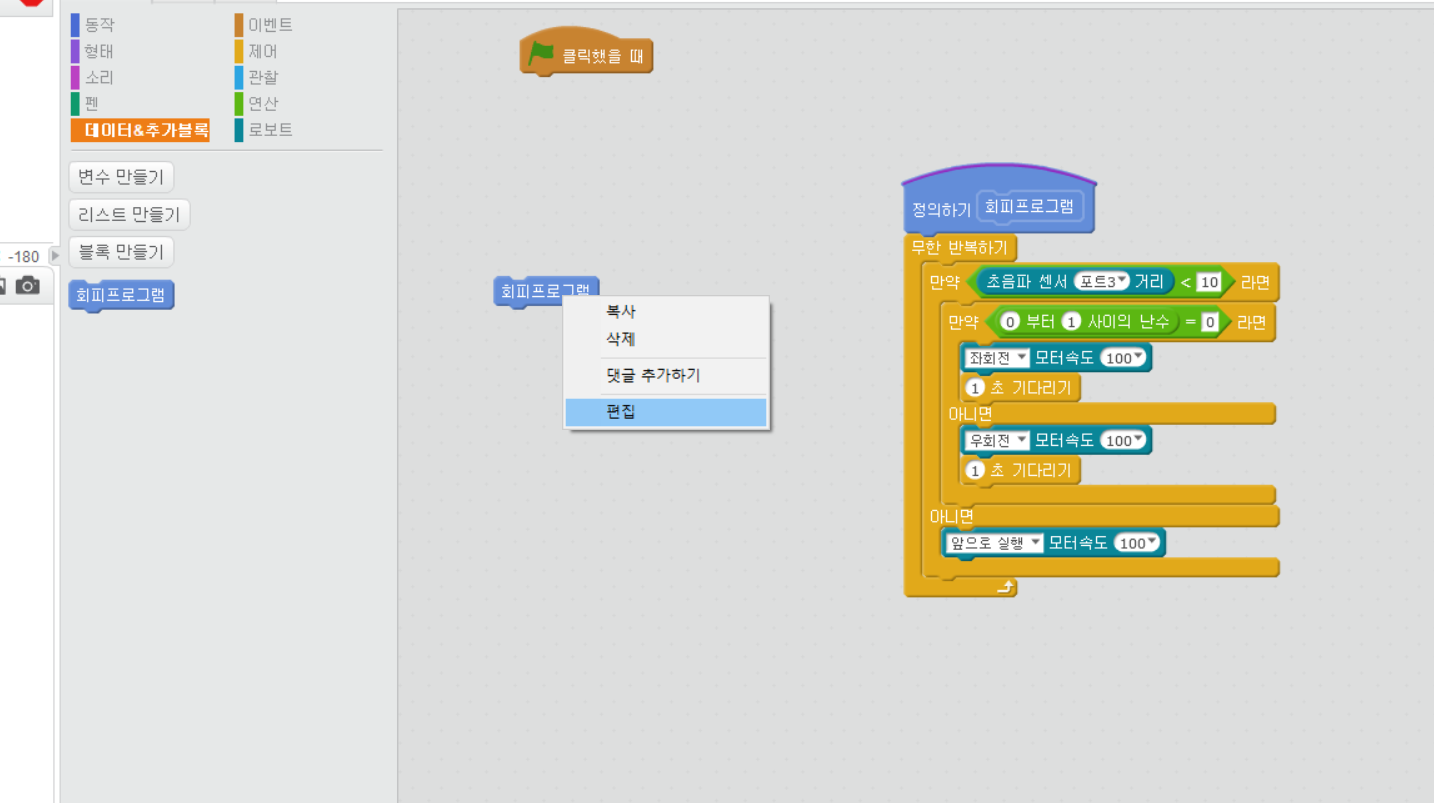 동작
이벤트
형태
제어
소리
관찰
펜
연산
데이터&추가블록
로보트
변수 만들기
리스트 만들기
블록 만들기
회피프로그램
-180
클릭했을 때
회피프로그램
복사
삭제
댓글 추가하기
편집
정의하기 회피프로그램
무한 반복하기
만약 초음파 센서 포트3 거리 < 10 라면
만약 0 부터 1 사이의 난수 = 0 라면
좌회전 모터속도 100
1 초 기다리기
아니면
우회전 모터속도 100
1 초 기다리기
아니면
앞으로 실행 모터속도 100